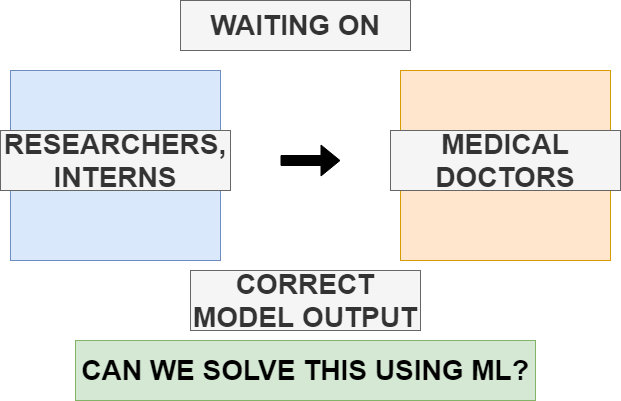 WAITING ON
RESEARCHERS,
INTERNS
MEDICAL
DOCTORS
CORRECT
MODEL OUTPUT
CAN WE SOLVE THIS USING ML?